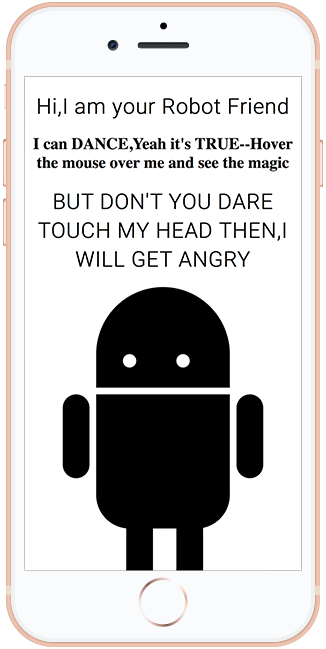 Hi,I am your Robot Friend
I can DANCE,Yeah it's TRUE--Hover
the mouse over me and see the magic
BUT DON'T YOU DARE
TOUCH MY HEAD THEN,I
WILL GET ANGRY